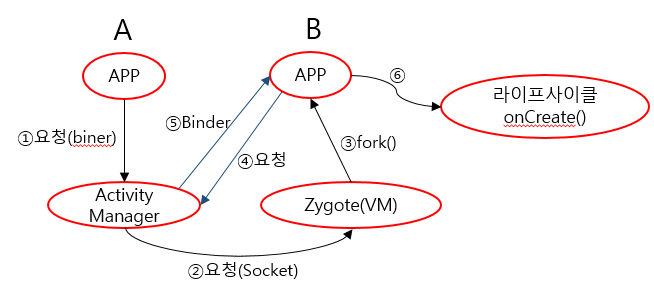 A
B
APP
APP
⑥
라이프사이클
onCreate()
①요청(biner)
⑤Binder
④요청
③fork()
Activity
Manager
Zygote(VM)
②요청(Socket)